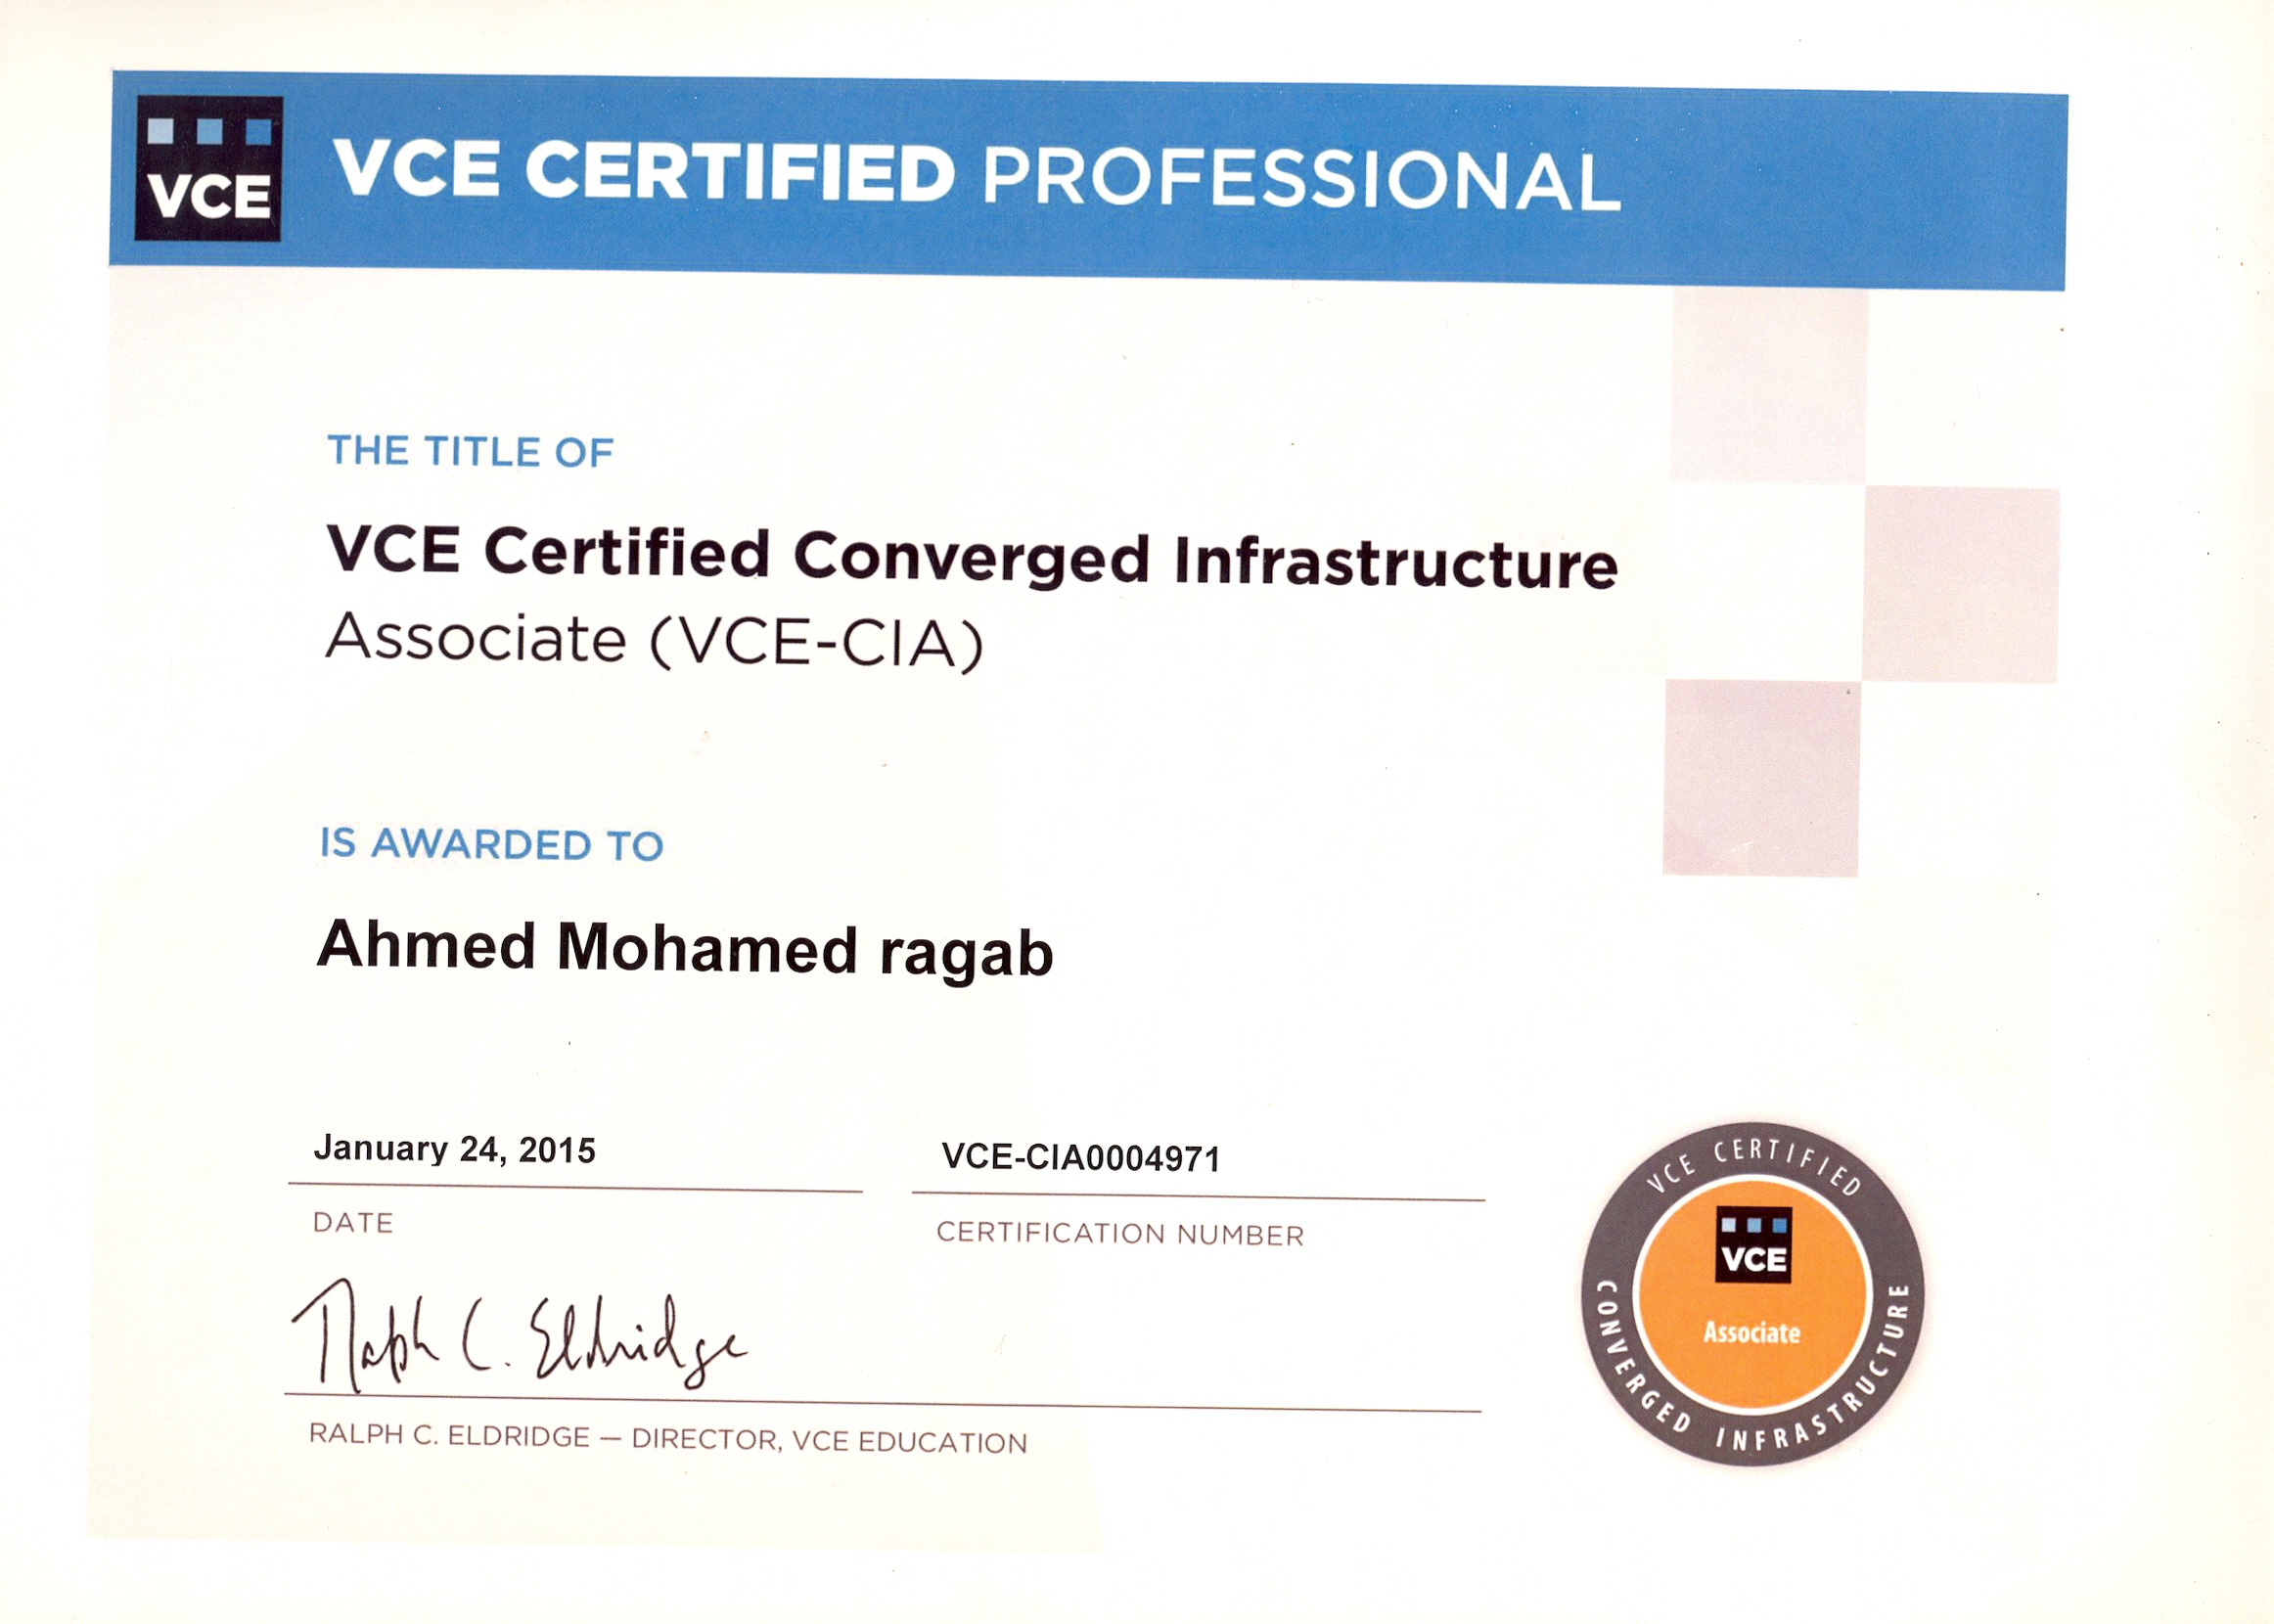 VCE
VCE CERTIFIED PROFESSIONAL
THE TITLE OF
VCE Certified Converged Infrastructure
Associate (VCE-CIA)
IS AWARDED TO
Ahmed Mohamed ragab
January 24, 2015
VCE-CIA0004971
DATE
CERTIFICATION NUMBER
Ralph C. Eldridge
RALPH C. ELDRIDGE — DIRECTOR, VCE EDUCATION
VCE CERTIFIED
VCE
Associate
CONVERGED INFRASTRUCTURE